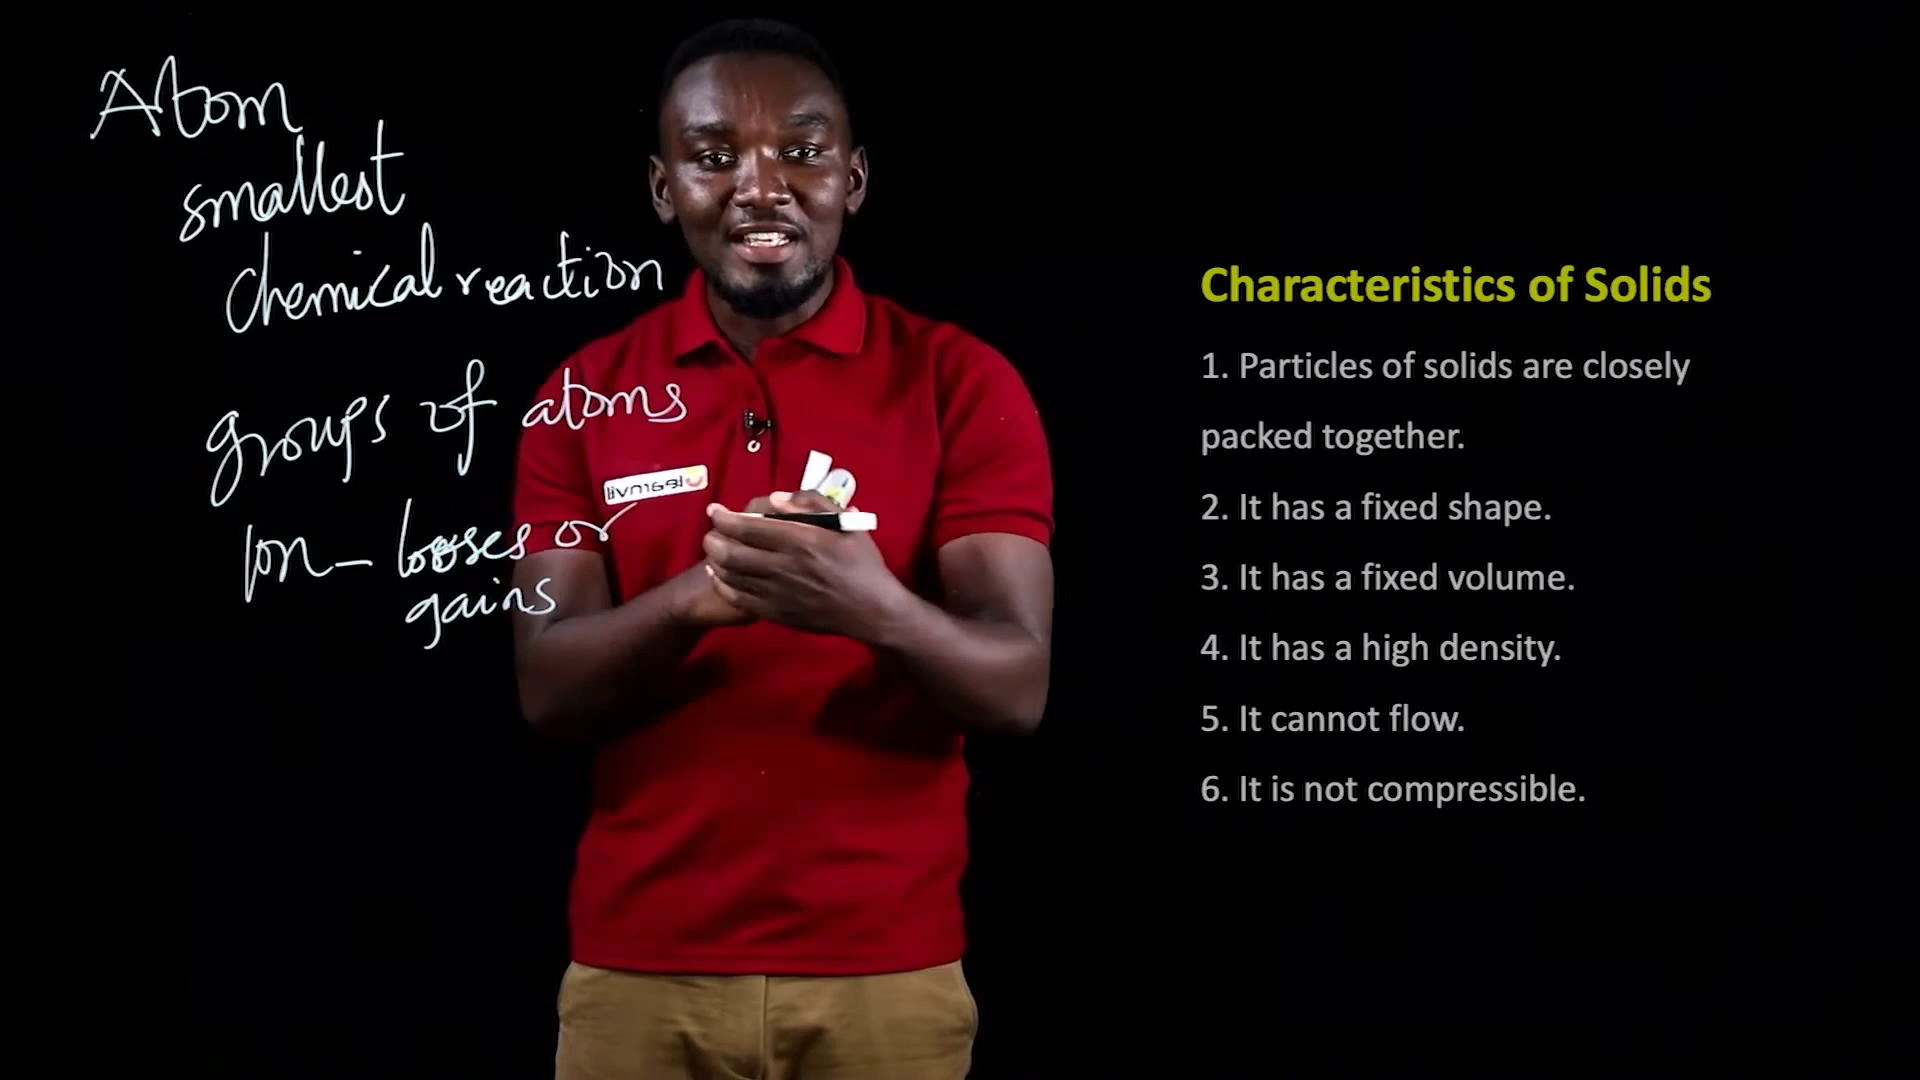 Atom
smallest
chemical reaction
groups of atoms
Ion - looses or
gains
Characteristics of Solids
1. Particles of solids are closely
packed together.
2. It has a fixed shape.
3. It has a fixed volume.
4. It has a high density.
5. It cannot flow.
6. It is not compressible.